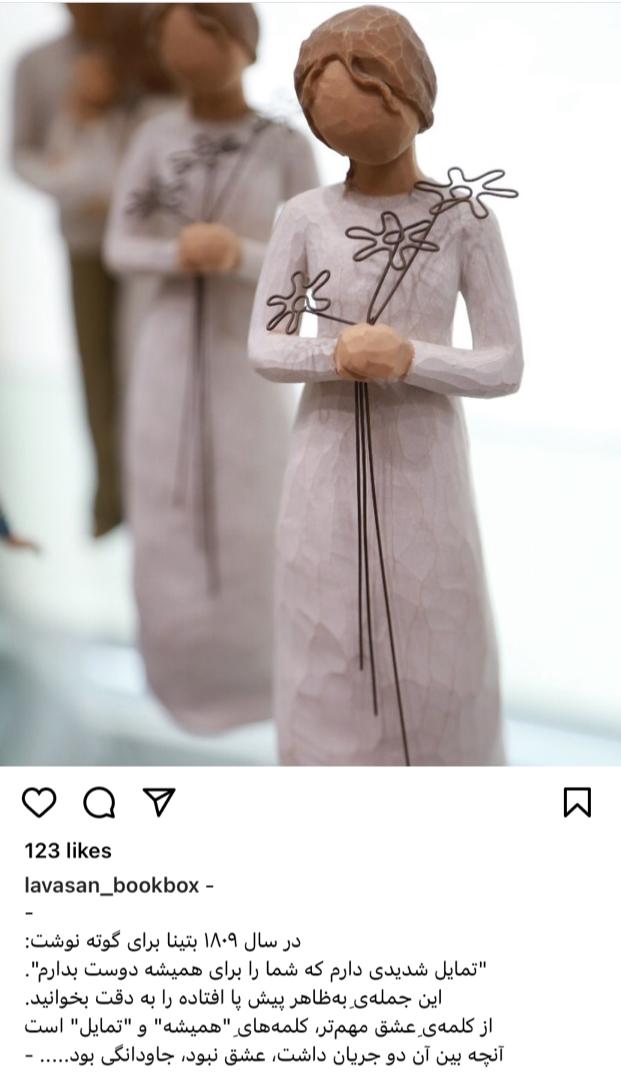 123 likes
lavasan_bookbox -
-
در سال ۱۸۰۹ بتینا برای گوته نوشت:
"تمایل شدیدی دارم که شما را برای همیشه دوست بدارم".
این جمله‌ی ِبه‌ظاهر پیش پا افتاده را به دقت بخوانید.
از کلمه‌ی ِعشق مهم‌تر، کلمه‌های ِ"همیشه" و "تمایل" است
آنچه بین آن دو جریان داشت، عشق نبود، جاودانگی بود..... -